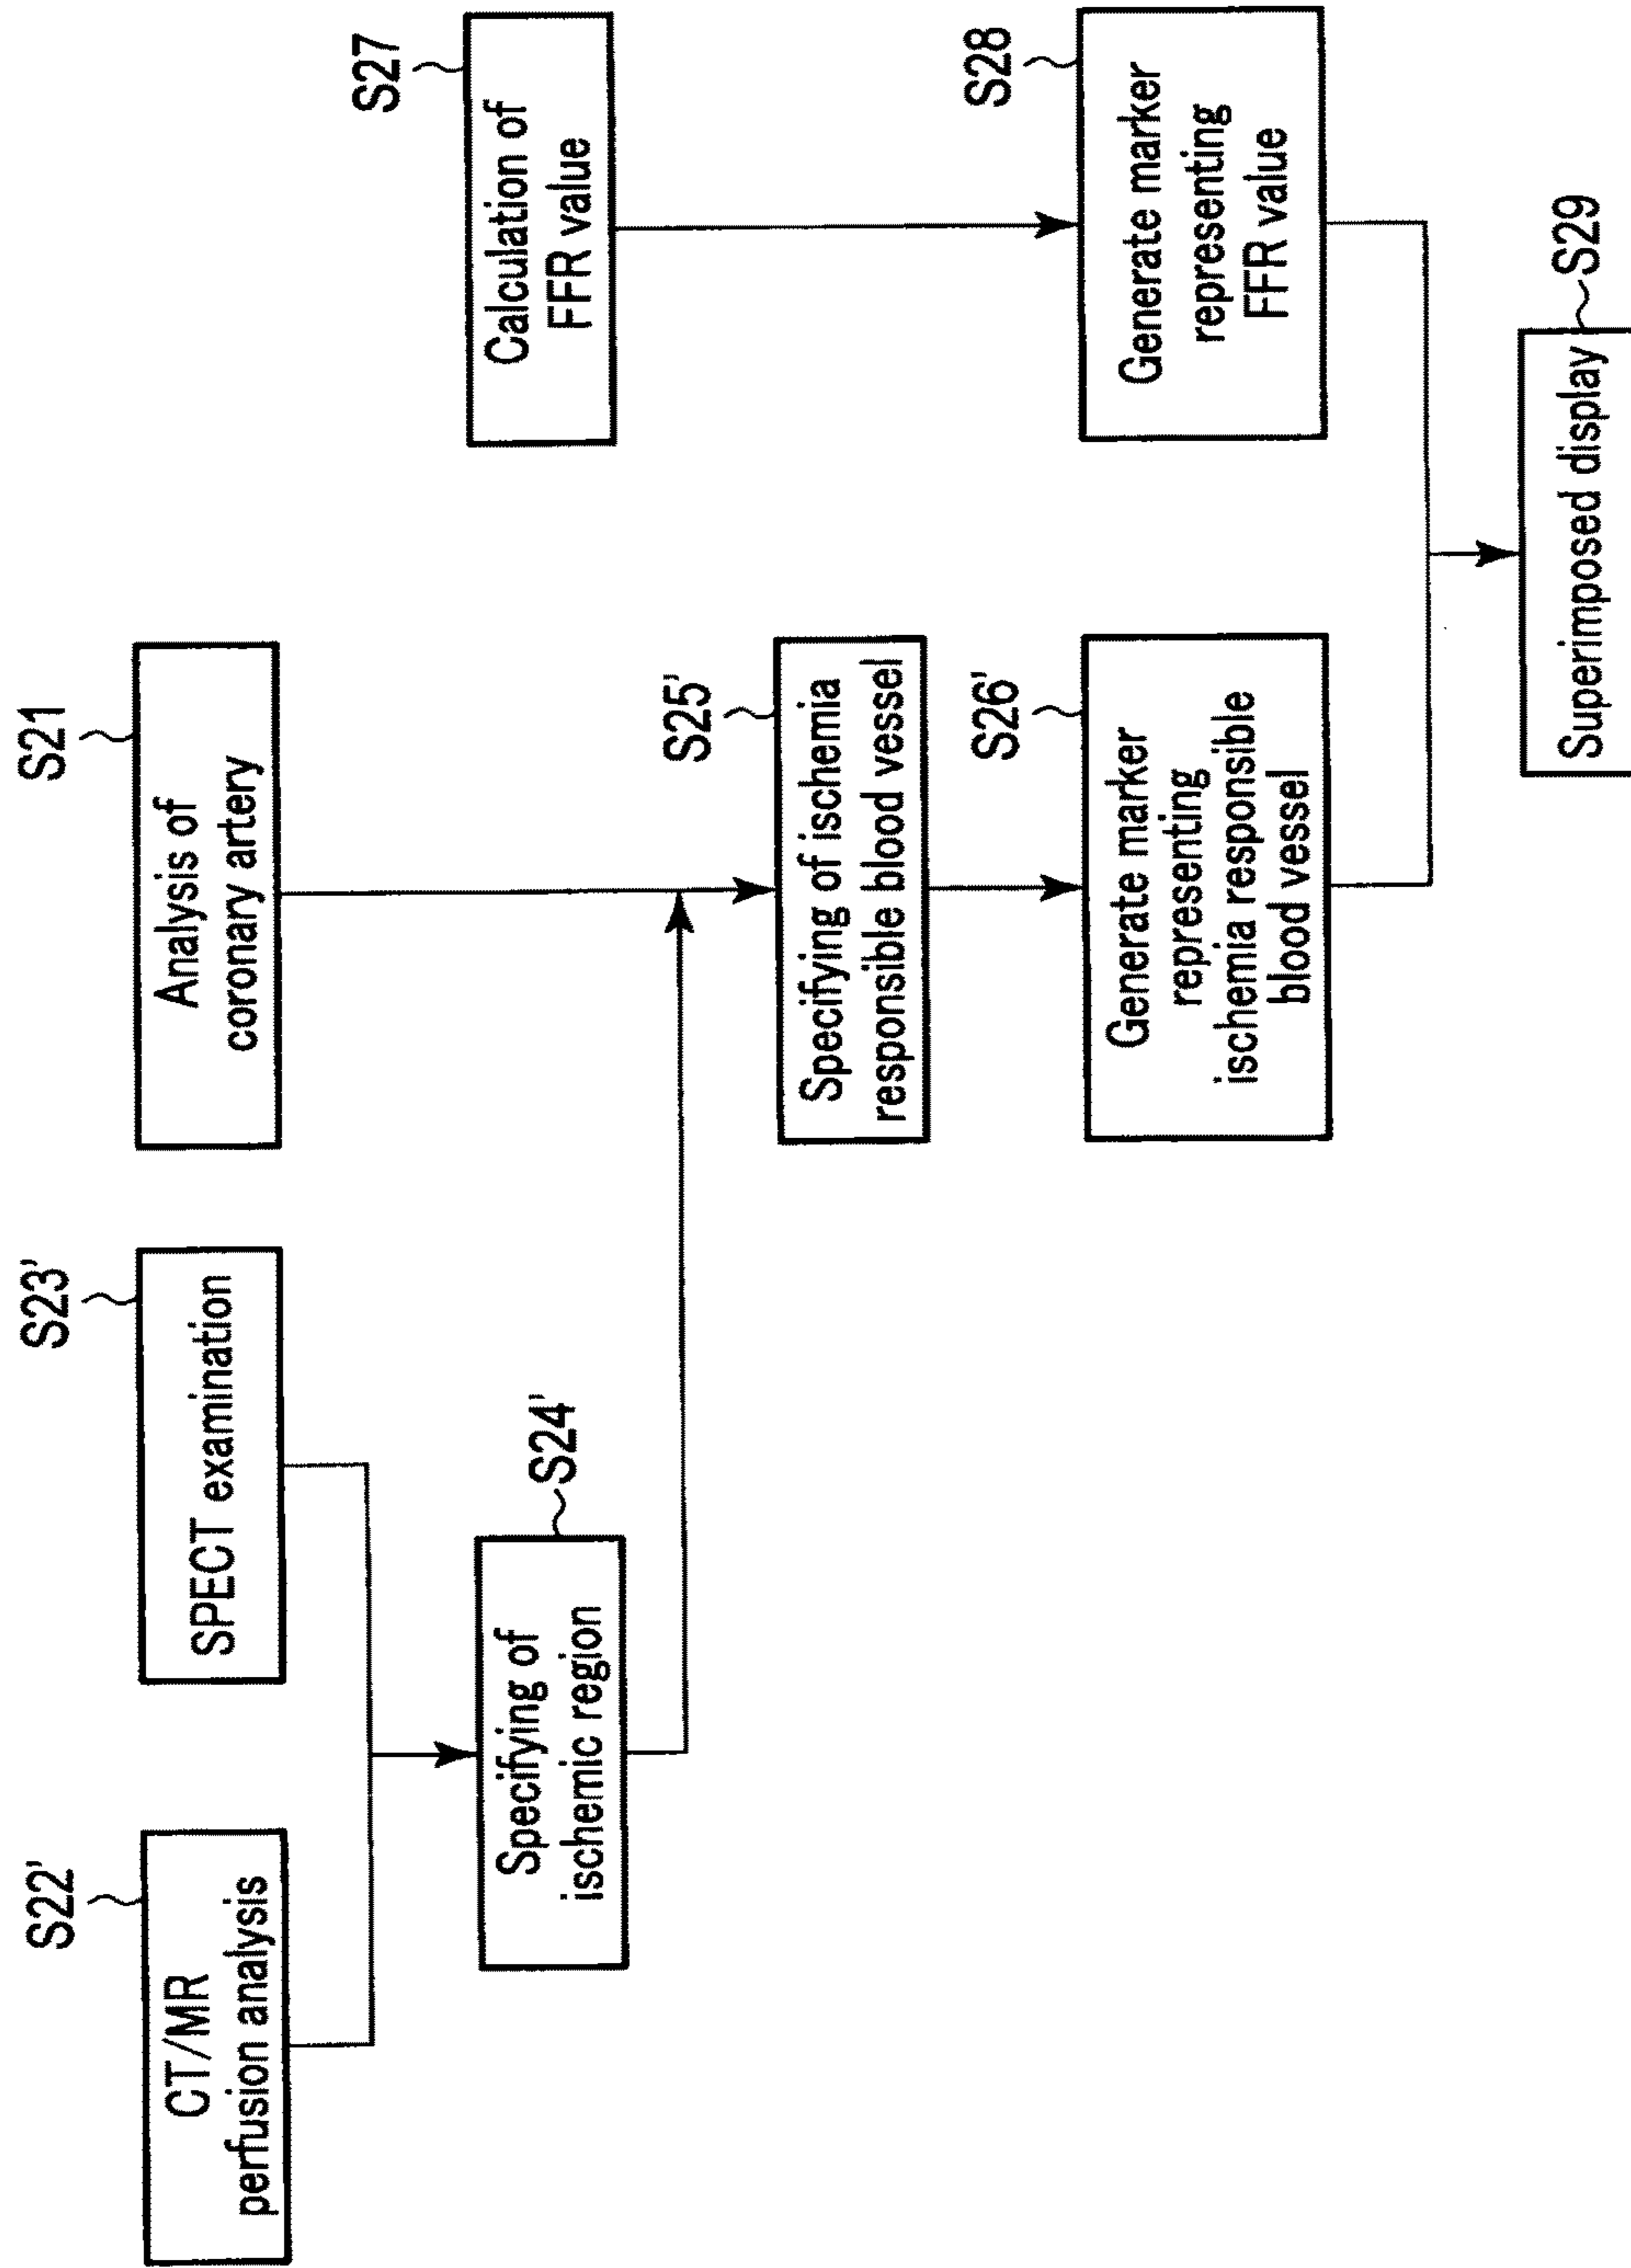 S22'
CT/MR
perfusion analysis
S23'
SPECT examination
S21
Analysis of
coronary artery
S27
Calculation of
FFR value
S24'
Specifying of
ischemic region
S25'
Specifying of ischemia
responsible blood vessel
S26'
Generate marker
representing
ischemia responsible
blood vessel
S28
Generate marker
representing
FFR value
S29
Superimposed display